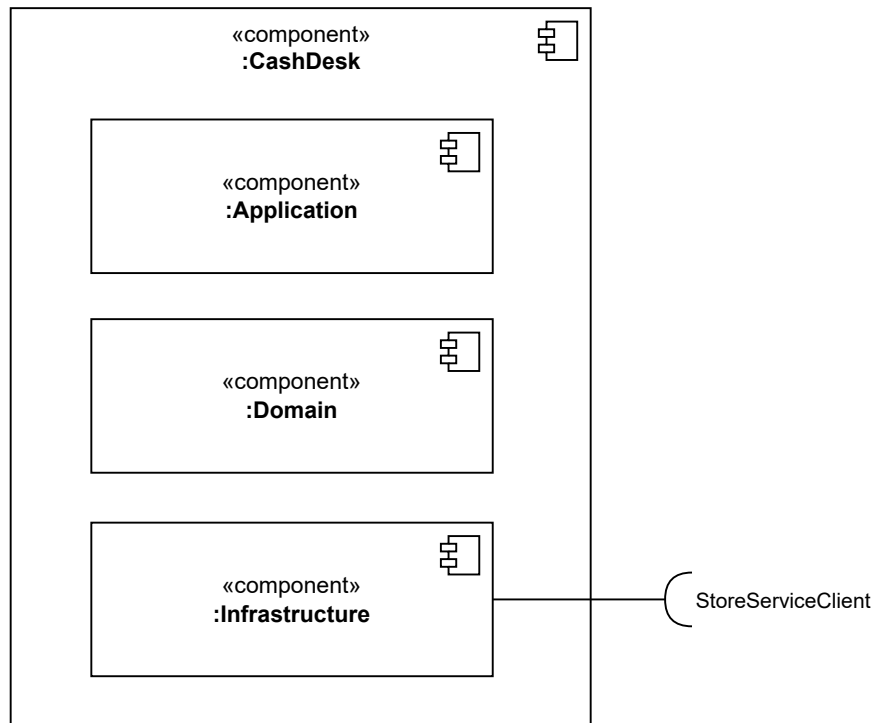 «component»
:CashDesk
«component»
:Application
«component»
:Domain
«component»
:Infrastructure
StoreServiceClient